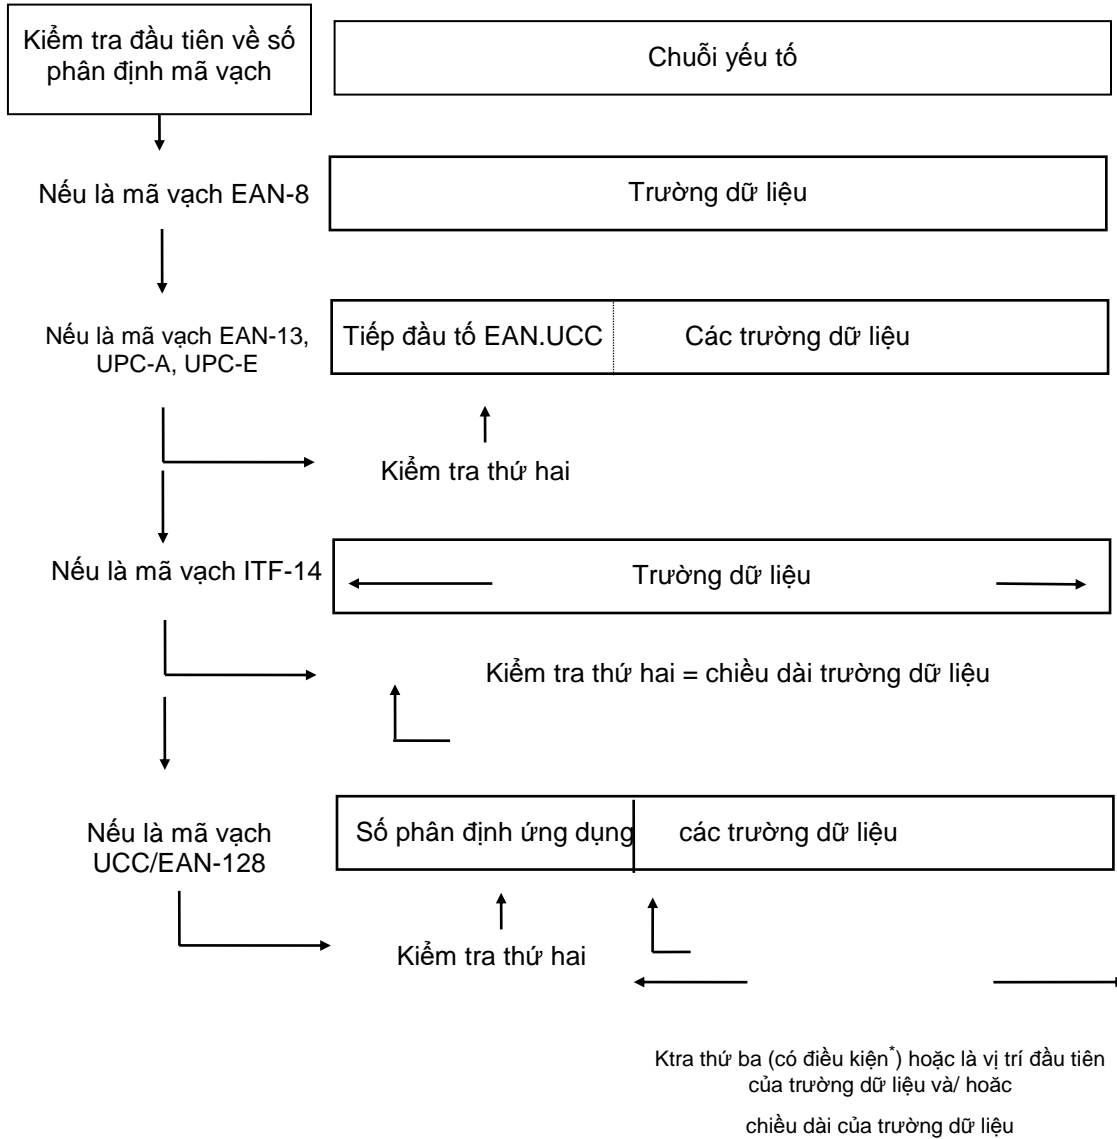 Kiểm tra đầu tiên về số
phân định mã vạch
Chuỗi yếu tố
Nếu là mã vạch EAN-8
Trường dữ liệu
Nếu là mã vạch EAN-13,
UPC-A, UPC-E
Tiếp đầu tố EAN.UCC
Các trường dữ liệu
Kiểm tra thứ hai
Nếu là mã vạch ITF-14
Trường dữ liệu
Kiểm tra thứ hai = chiều dài trường dữ liệu
Nếu là mã vạch
UCC/EAN-128
Số phân định ứng dụng
các trường dữ liệu
Kiểm tra thứ hai
Ktra thứ ba (có điều kiện*) hoặc là vị trí đầu tiên
của trường dữ liệu và/ hoăc
chiều dài của trường dữ liệu